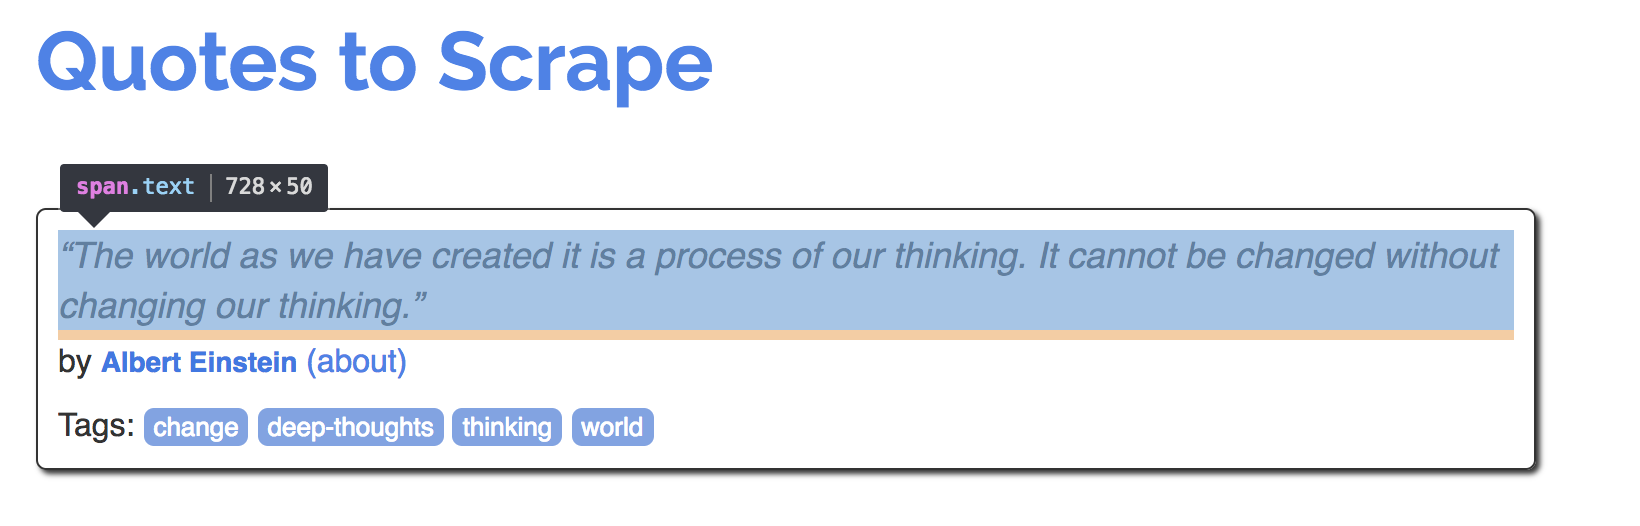 Quotes to Scrape
span.text | 728×50
“The world as we have created it is a process of our thinking. It cannot be changed without
changing our thinking.”
by Albert Einstein (about)
Tags: change deep-thoughts thinking world